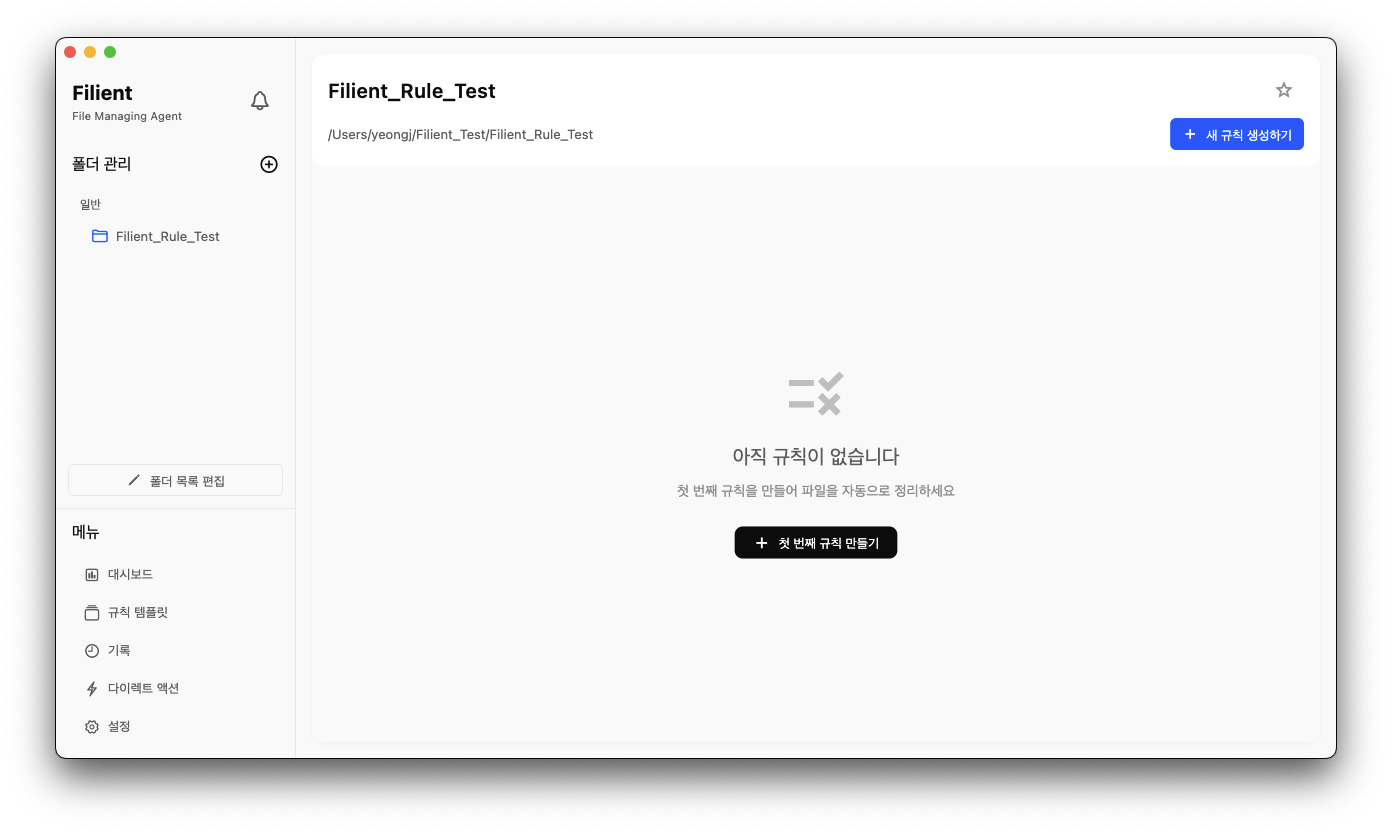 Filient
File Managing Agent
폴더 관리
일반
Filient_Rule_Test
폴더 목록 편집
메뉴
대시보드
규칙 템플릿
기록
다이렉트 액션
설정
Filient_Rule_Test
/Users/yeongj/Filient_Test/Filient_Rule_Test
새 규칙 생성하기
아직 규칙이 없습니다
첫 번째 규칙을 만들어 파일을 자동으로 정리하세요
첫 번째 규칙 만들기